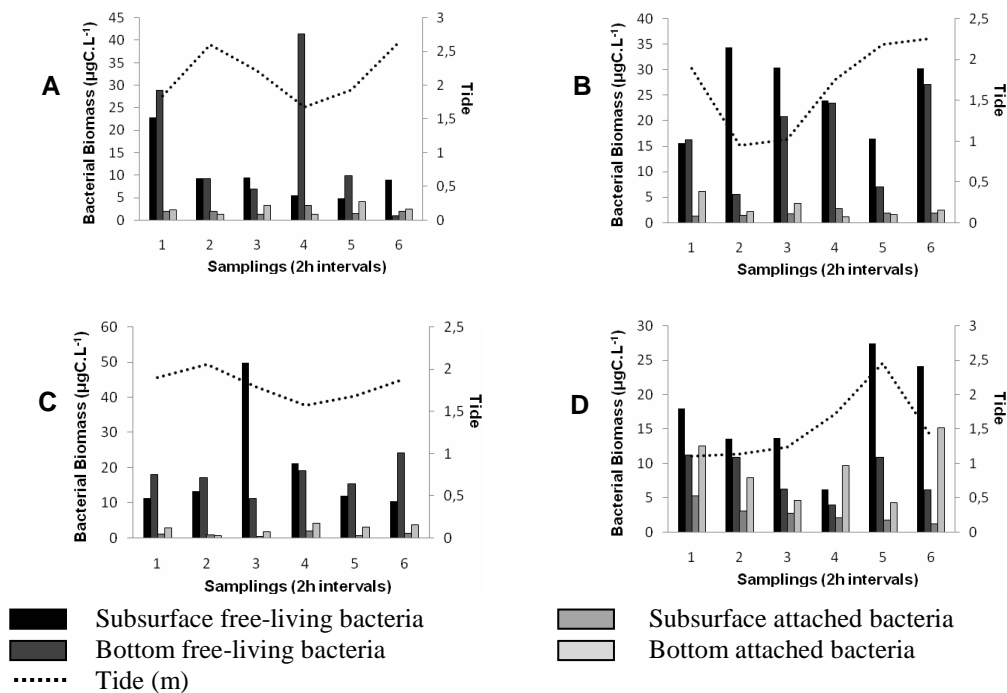 A
Bacterial Biomass (µgC.L⁻¹)
45
40
35
30
25
20
15
10
5
0
3
2,5
2
1,5
1
0,5
0
Tide
1 2 3 4 5 6
Samplings (2h intervals)
B
Bacterial Biomass (µgC.L⁻¹)
40
35
30
25
20
15
10
5
0
2,5
2
1,5
1
0,5
0
Tide
1 2 3 4 5 6
Samplings (2h intervals)
C
Bacterial Biomass (µgC.L⁻¹)
60
50
40
30
20
10
0
2,5
2
1,5
1
0,5
0
Tide
1 2 3 4 5 6
Samplings (2h intervals)
D
Bacterial Biomass (µgC.L⁻¹)
30
25
20
15
10
5
0
3
2,5
2
1,5
1
0,5
0
Tide
1 2 3 4 5 6
Samplings (2h intervals)
Subsurface free-living bacteria
Bottom free-living bacteria
Tide (m)
Subsurface attached bacteria
Bottom attached bacteria